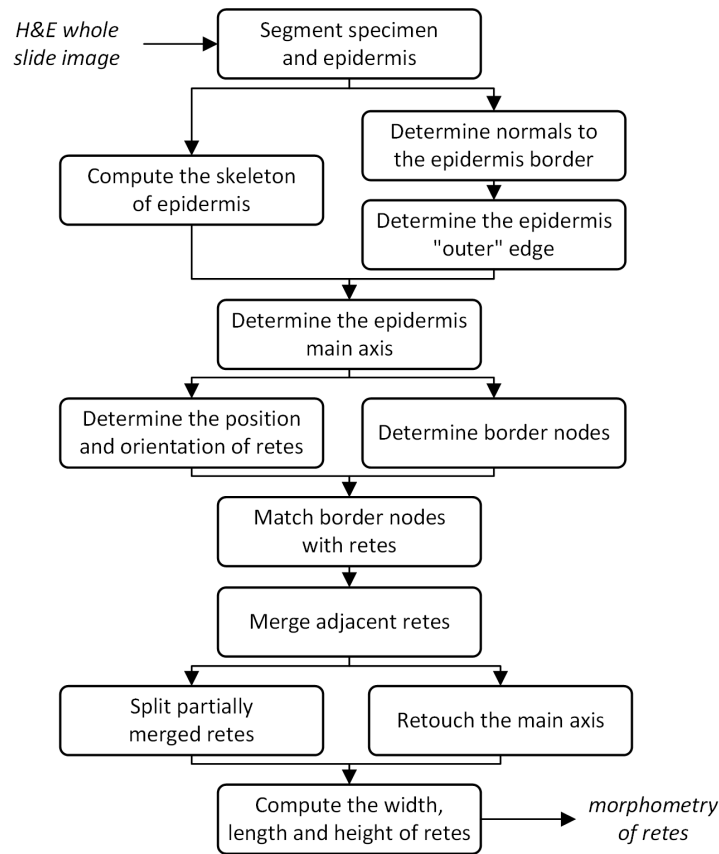 H&E whole
slide image
Segment specimen
and epidermis
Determine normals to
the epidermis border
Compute the skeleton
of epidermis
Determine the epidermis
"outer" edge
Determine the epidermis
main axis
Determine the position
and orientation of retes
Determine border nodes
Match border nodes
with retes
Merge adjacent retes
Split partially
merged retes
Retouch the main axis
Compute the width,
length and height of retes
morphometry
of retes